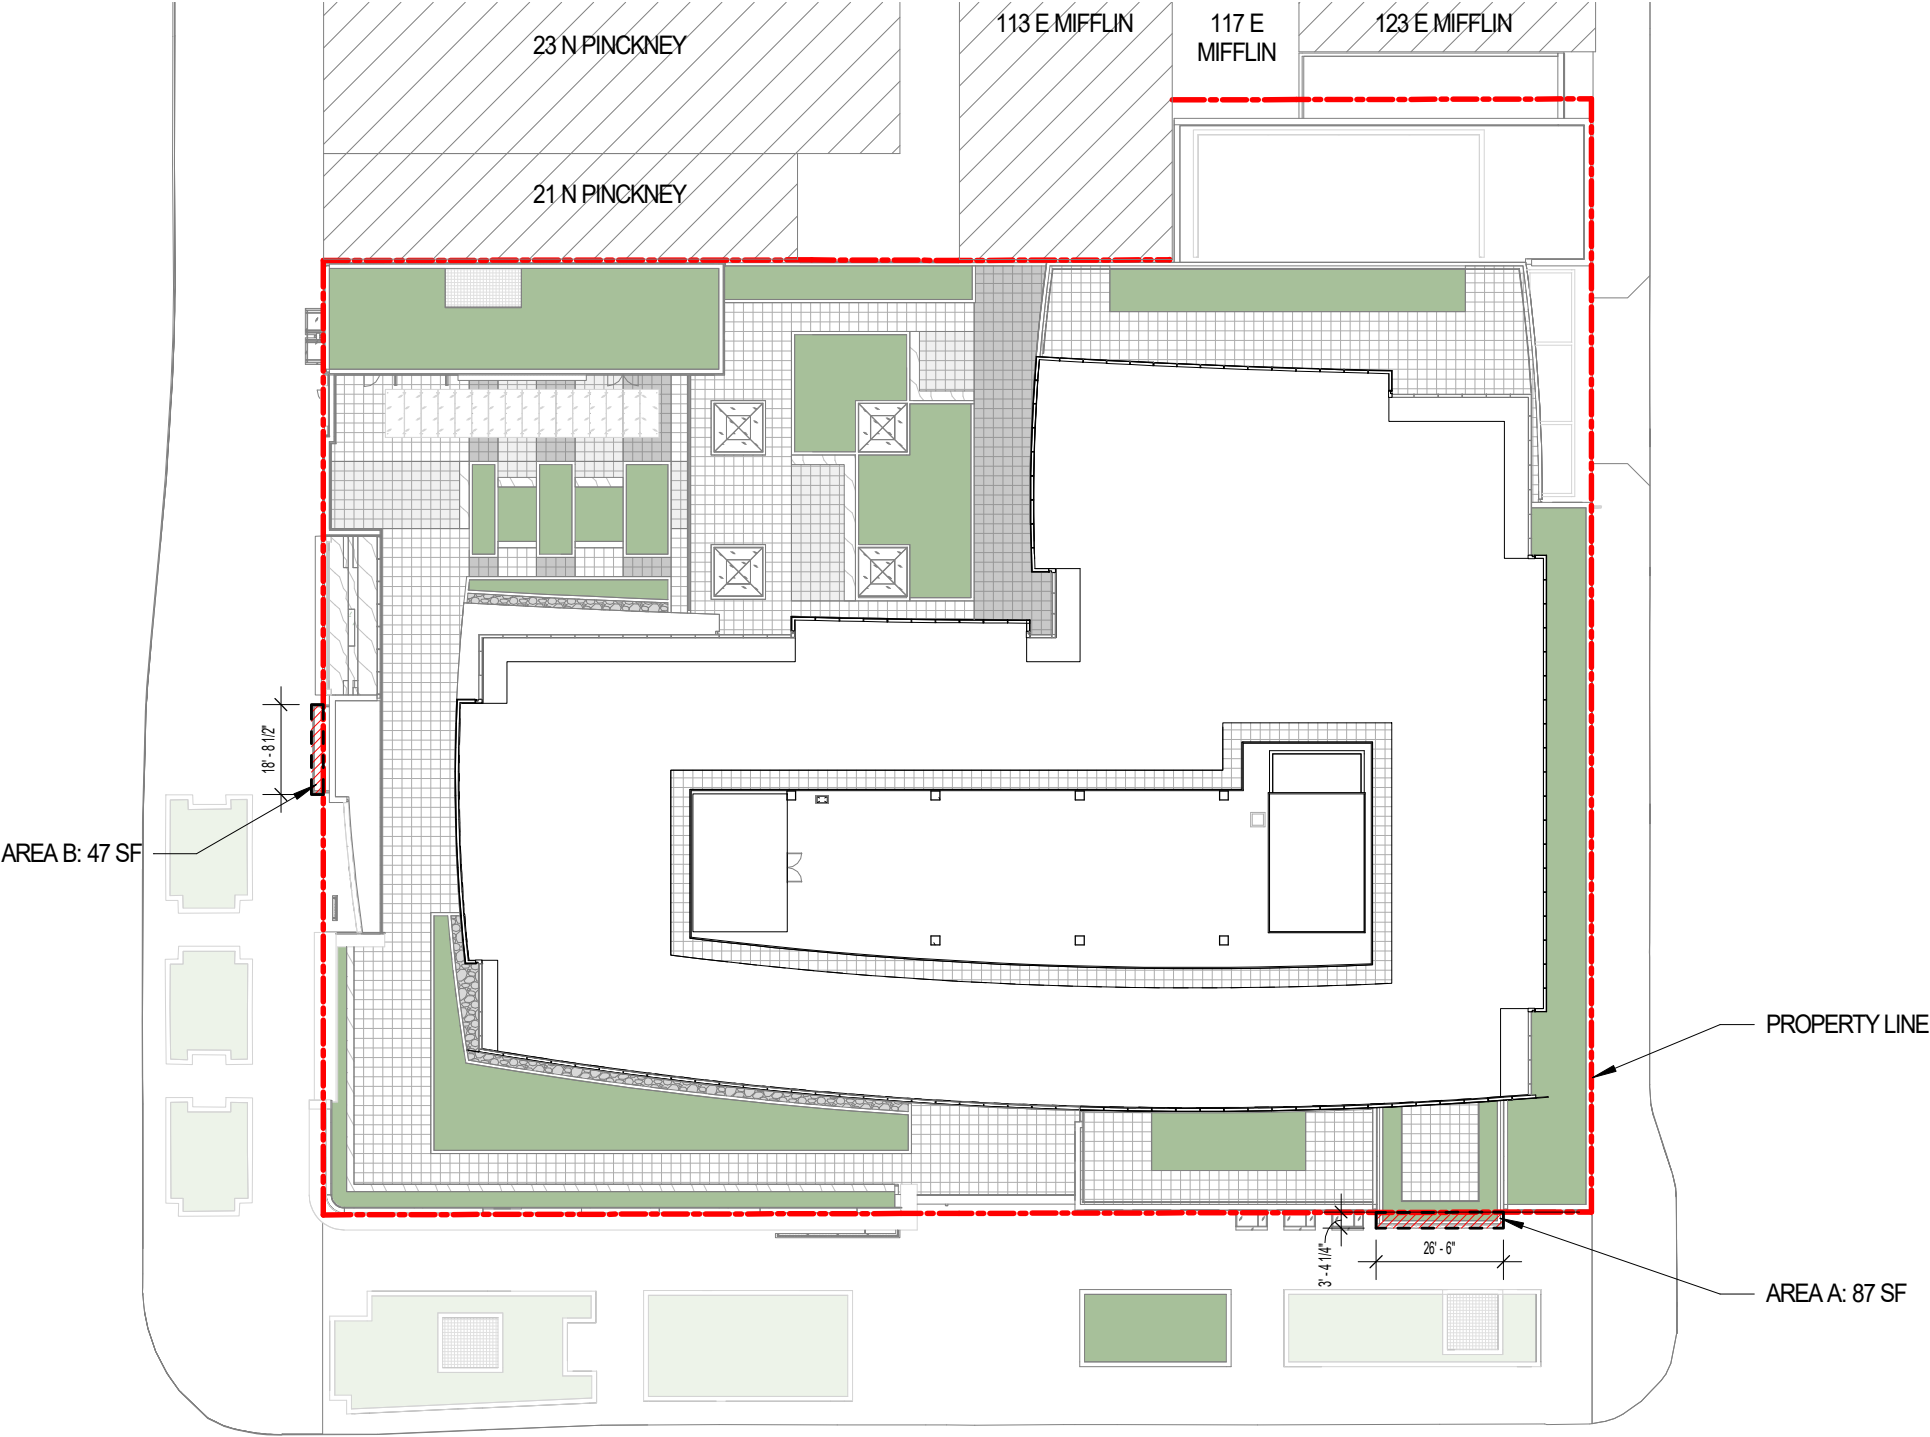 23 N PINCKNEY
113 E MIFFLIN
117 E
MIFFLIN
123 E MIFFLIN
21 N PINCKNEY
18' - 8 1/2"
AREA B: 47 SF
PROPERTY LINE
3' - 4 1/4"
26' - 6"
AREA A: 87 SF